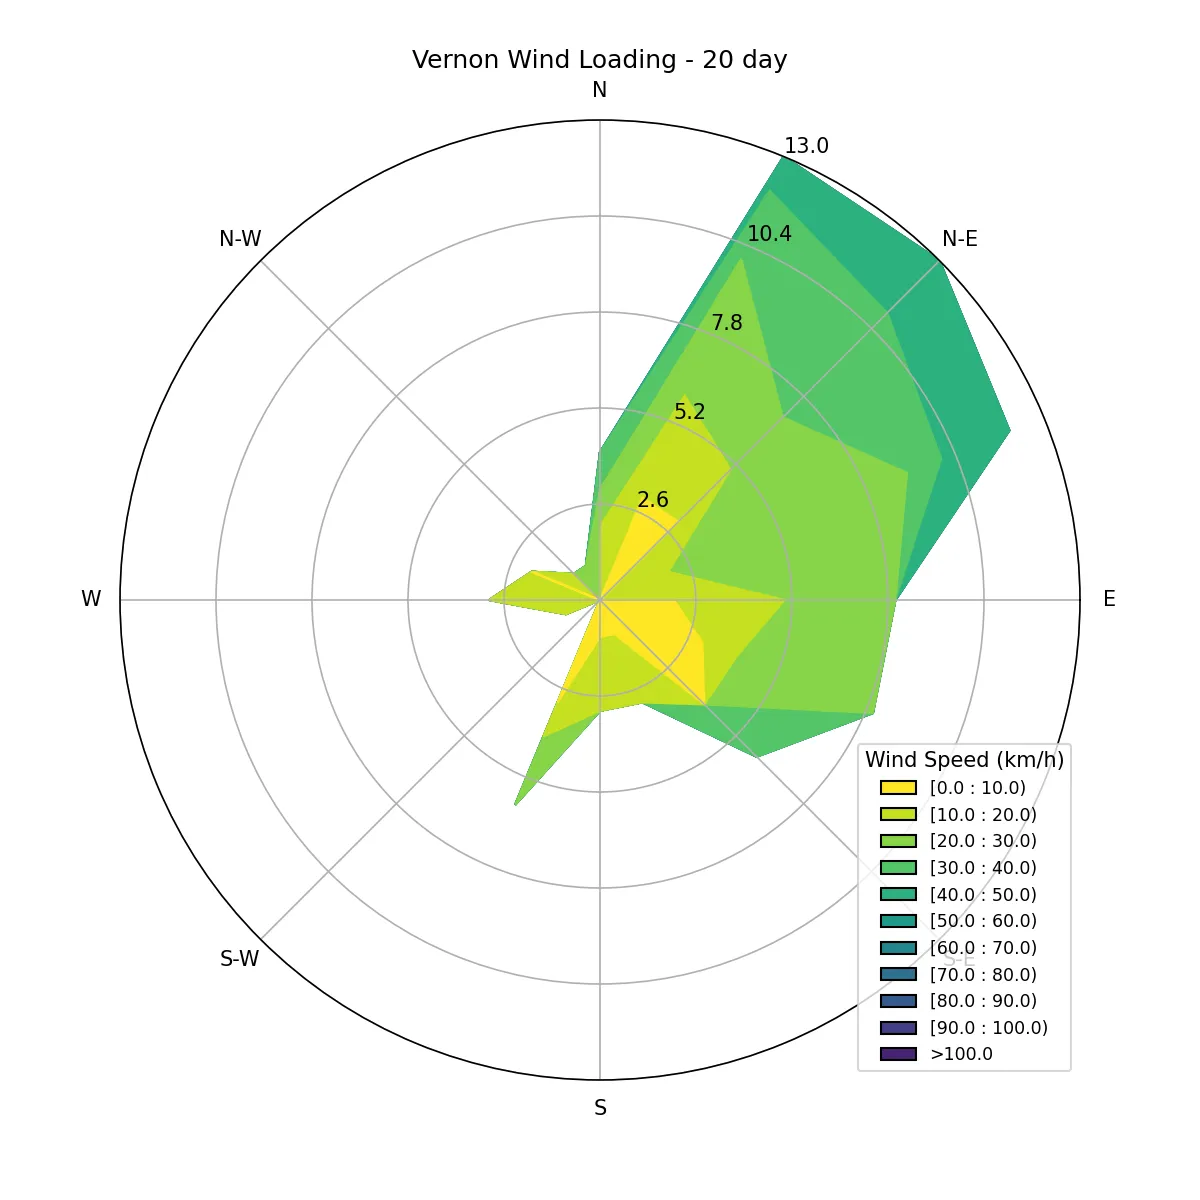 Vernon Wind Loading - 20 day
N
13.0
10.4
N-W
N-E
7.8
5.2
2.6
W
E
Wind Speed (km/h)
[0.0 : 10.0)
[10.0 : 20.0)
[20.0 : 30.0)
[30.0 : 40.0)
[40.0 : 50.0)
[50.0 : 60.0)
[60.0 : 70.0)
[70.0 : 80.0)
[80.0 : 90.0)
[90.0 : 100.0)
>100.0
S-W
S-E
S